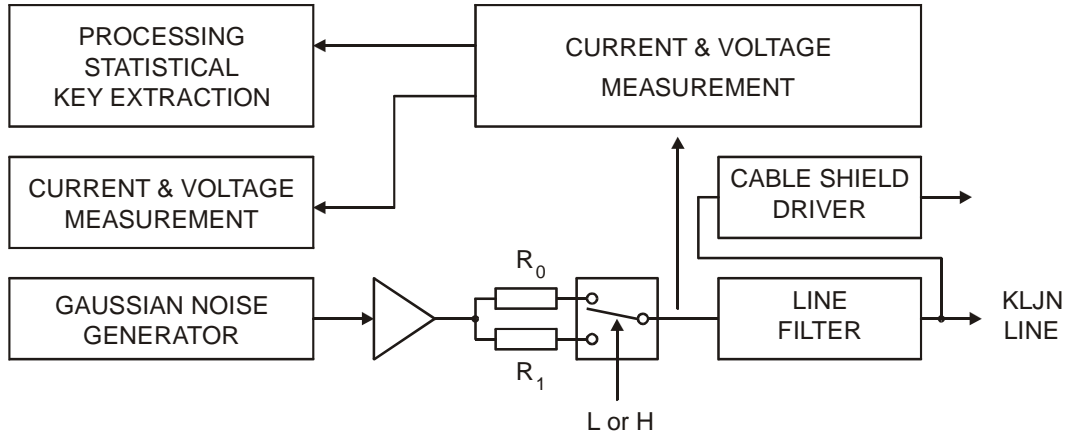 PROCESSING
STATISTICAL
KEY EXTRACTION
CURRENT & VOLTAGE
MEASUREMENT
CURRENT & VOLTAGE
MEASUREMENT
CABLE SHIELD
DRIVER
GAUSSIAN NOISE
GENERATOR
R0
R1
L or H
LINE
FILTER
KLJN
LINE